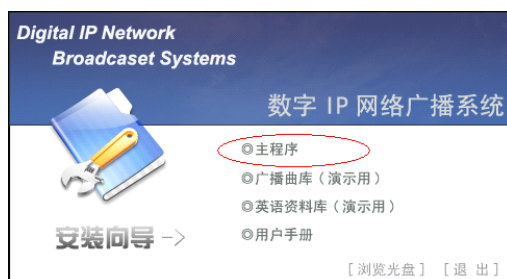 Digital IP Network
Broadcaset Systems
数字 IP 网络广播系统
◎主程序
◎广播曲库（演示用）
◎英语资料库（演示用）
◎用户手册
安装向导 ->
[浏览光盘] [退 出]